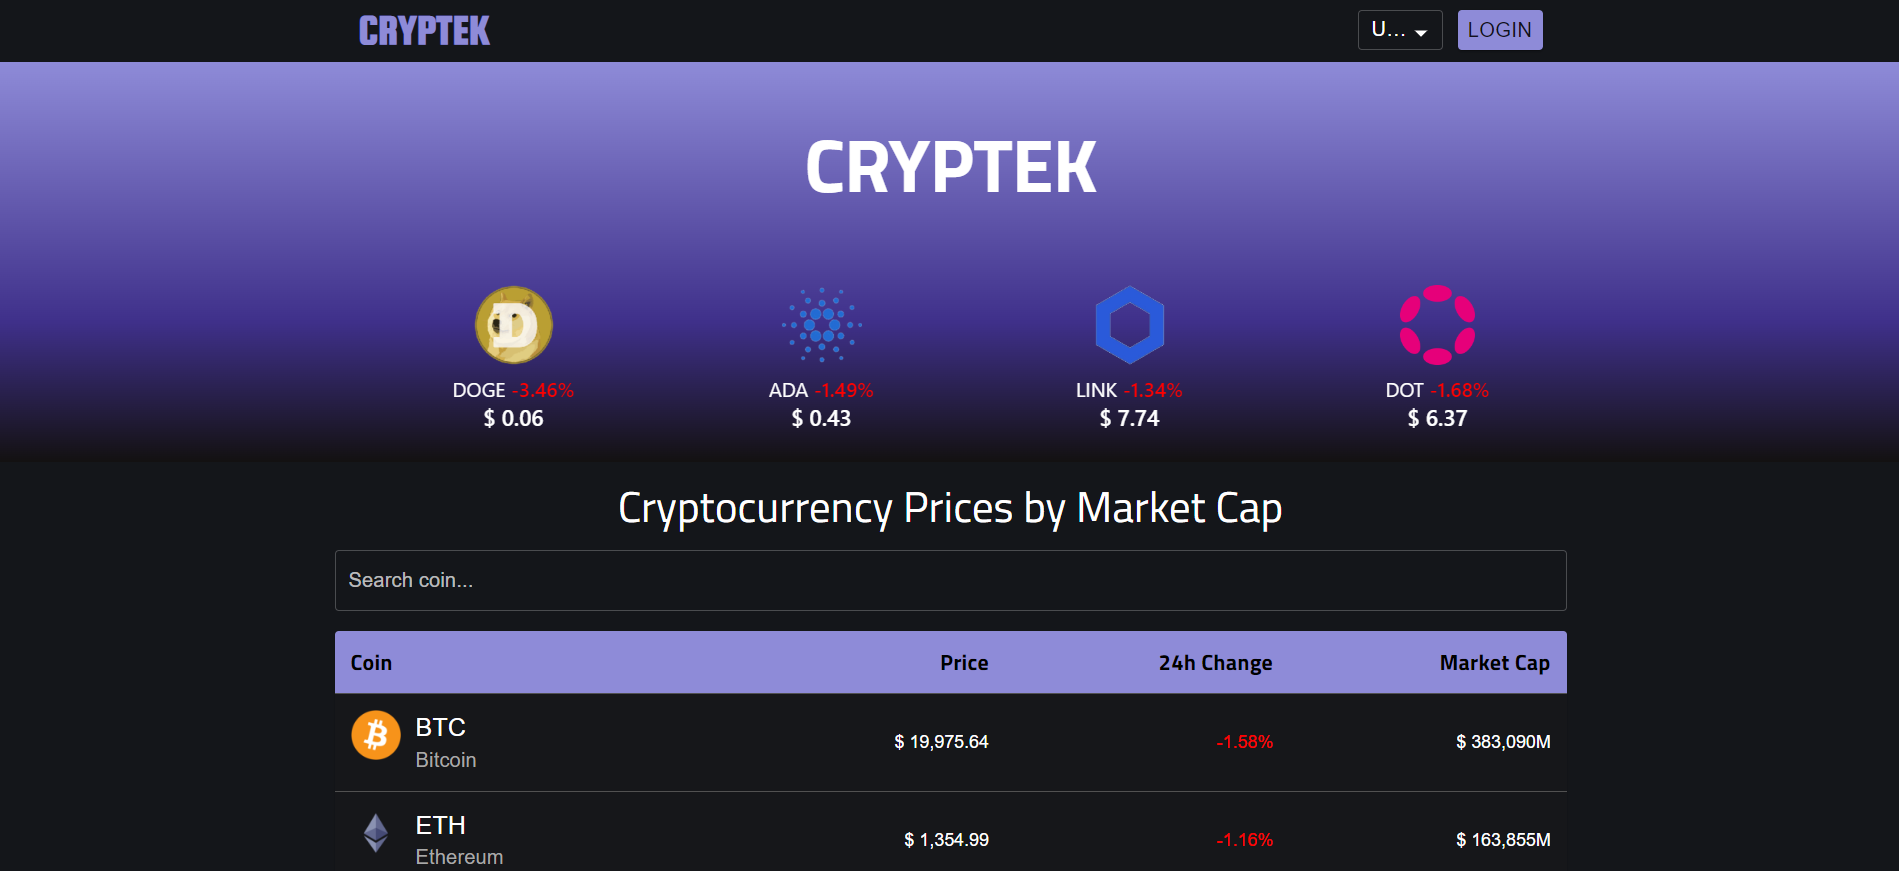 CRYPTEK
U... LOGIN
CRYPTEK
DOGE -3.46%
$ 0.06
ADA -1.49%
$ 0.43
LINK -1.34%
$ 7.74
DOT -1.68%
$ 6.37
Cryptocurrency Prices by Market Cap
Search coin...
Coin Price 24h Change Market Cap
BTC
Bitcoin
$ 19,975.64 -1.58% $ 383,090M
ETH
Ethereum
$ 1,354.99 -1.16% $ 163,855M